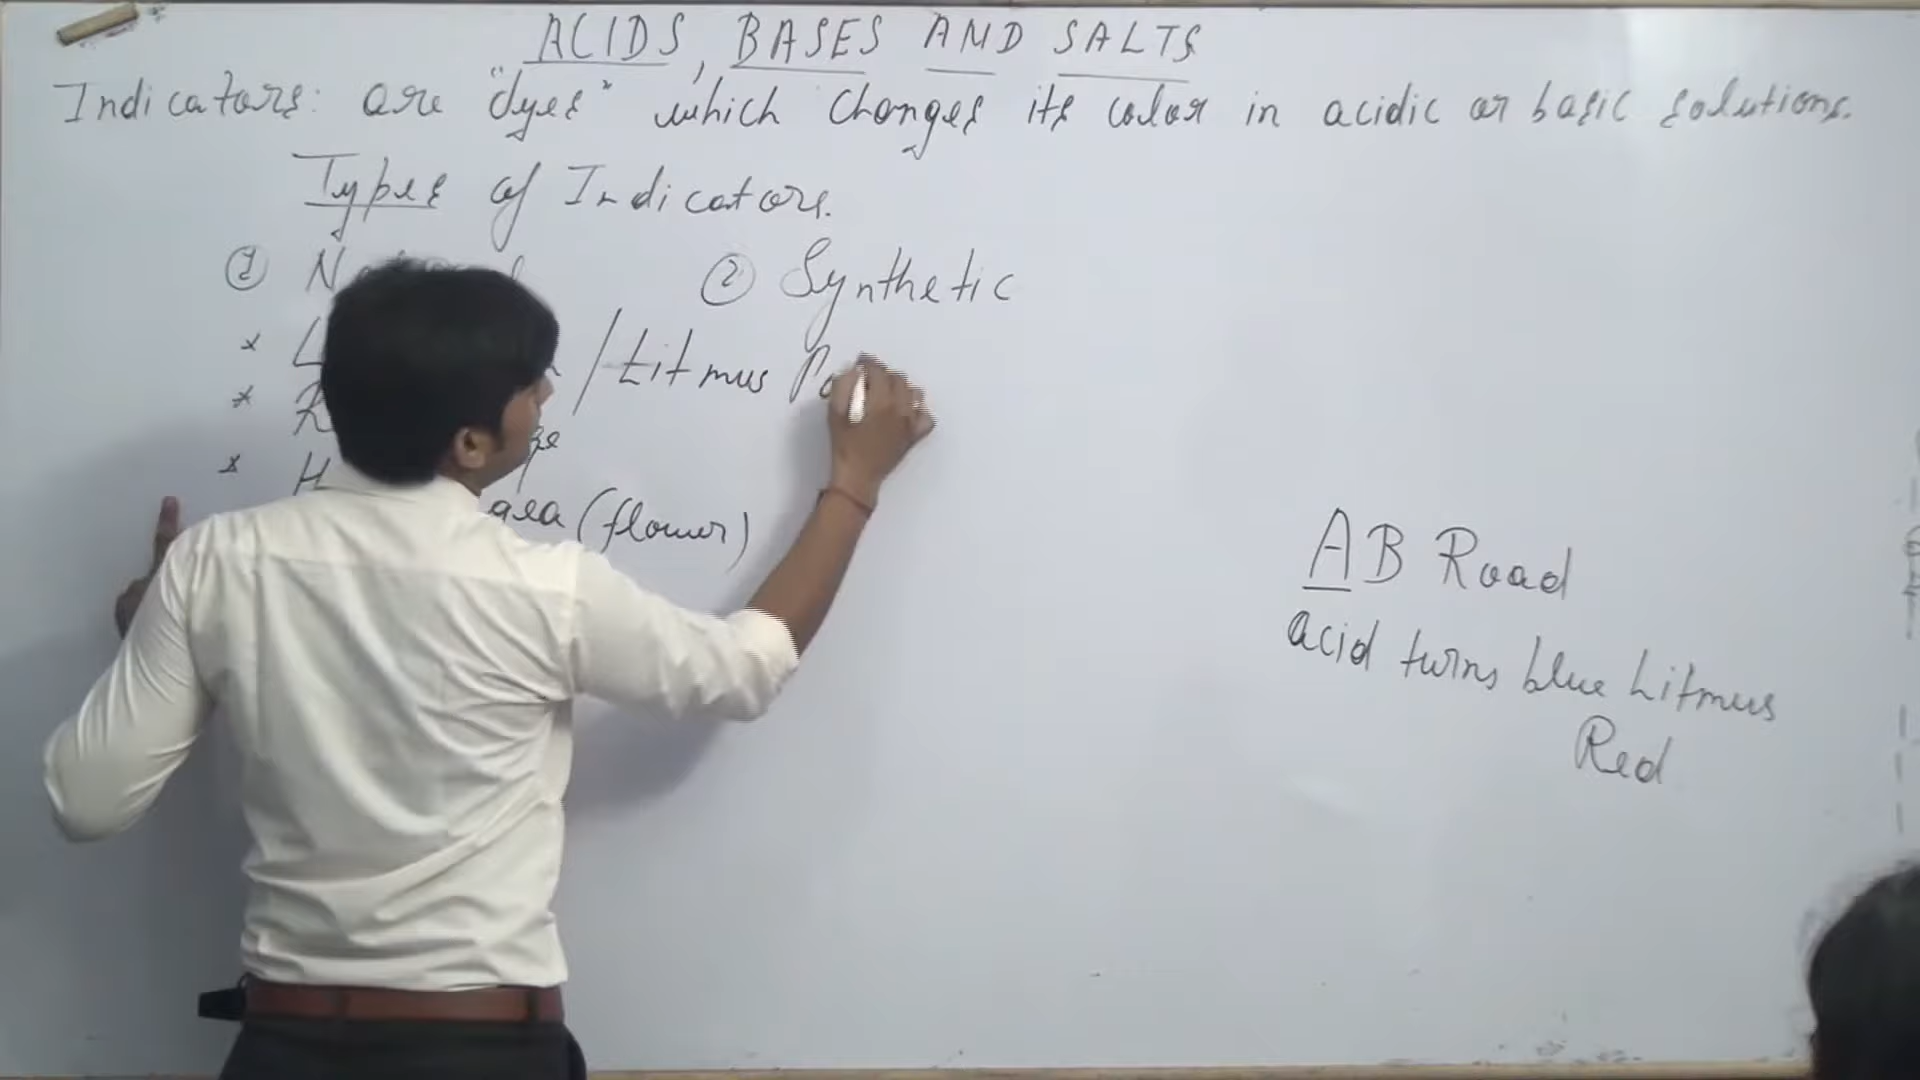 ACIDS, BASES AND SALTS
Indicators: are "dyes" which changes its color in acidic or basic solutions.
Types of Indicators.
① ② Synthetic
* / Litmus
*
*
(flower)
AB Road
acid turns blue Litmus
Red